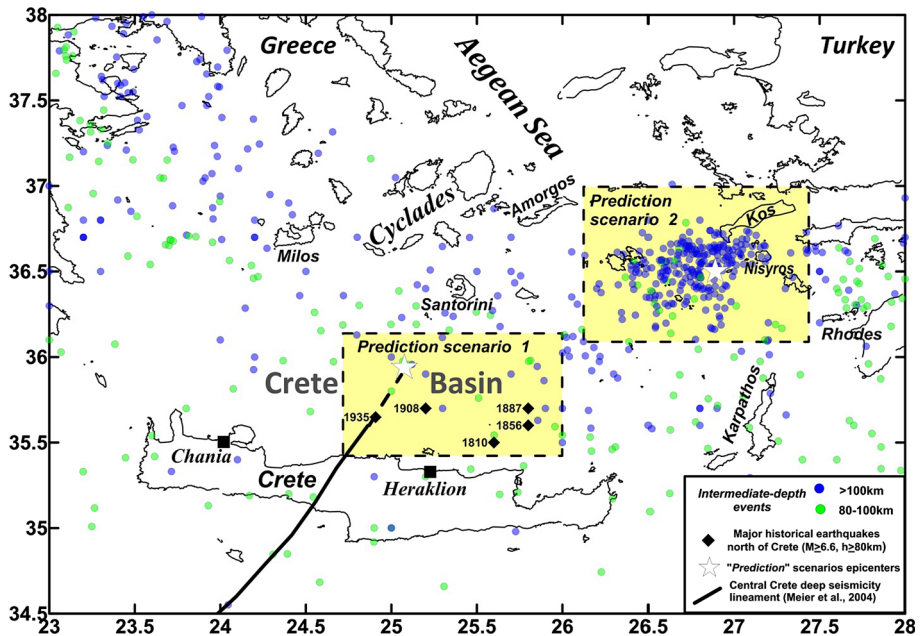 38
37.5
37
36.5
36
35.5
35
34.5
23
23.5
24
24.5
25
25.5
26
26.5
27
27.5
28
Greece
Aegean Sea
Turkey
Cyclades
Amorgos
Milos
Santorini
Prediction
scenario 2
Kos
Nisyros
Rhodes
Karpathos
Prediction scenario 1
Crete Basin
1935
1908
1887
1856
1810
Chania
Crete
Heraklion
Intermediate-depth
events
>100km
80-100km
Major historical earthquakes
north of Crete (M≥6.6, h≥80km)
"Prediction" scenarios epicenters
Central Crete deep seismicity
lineament (Meier et al., 2004)